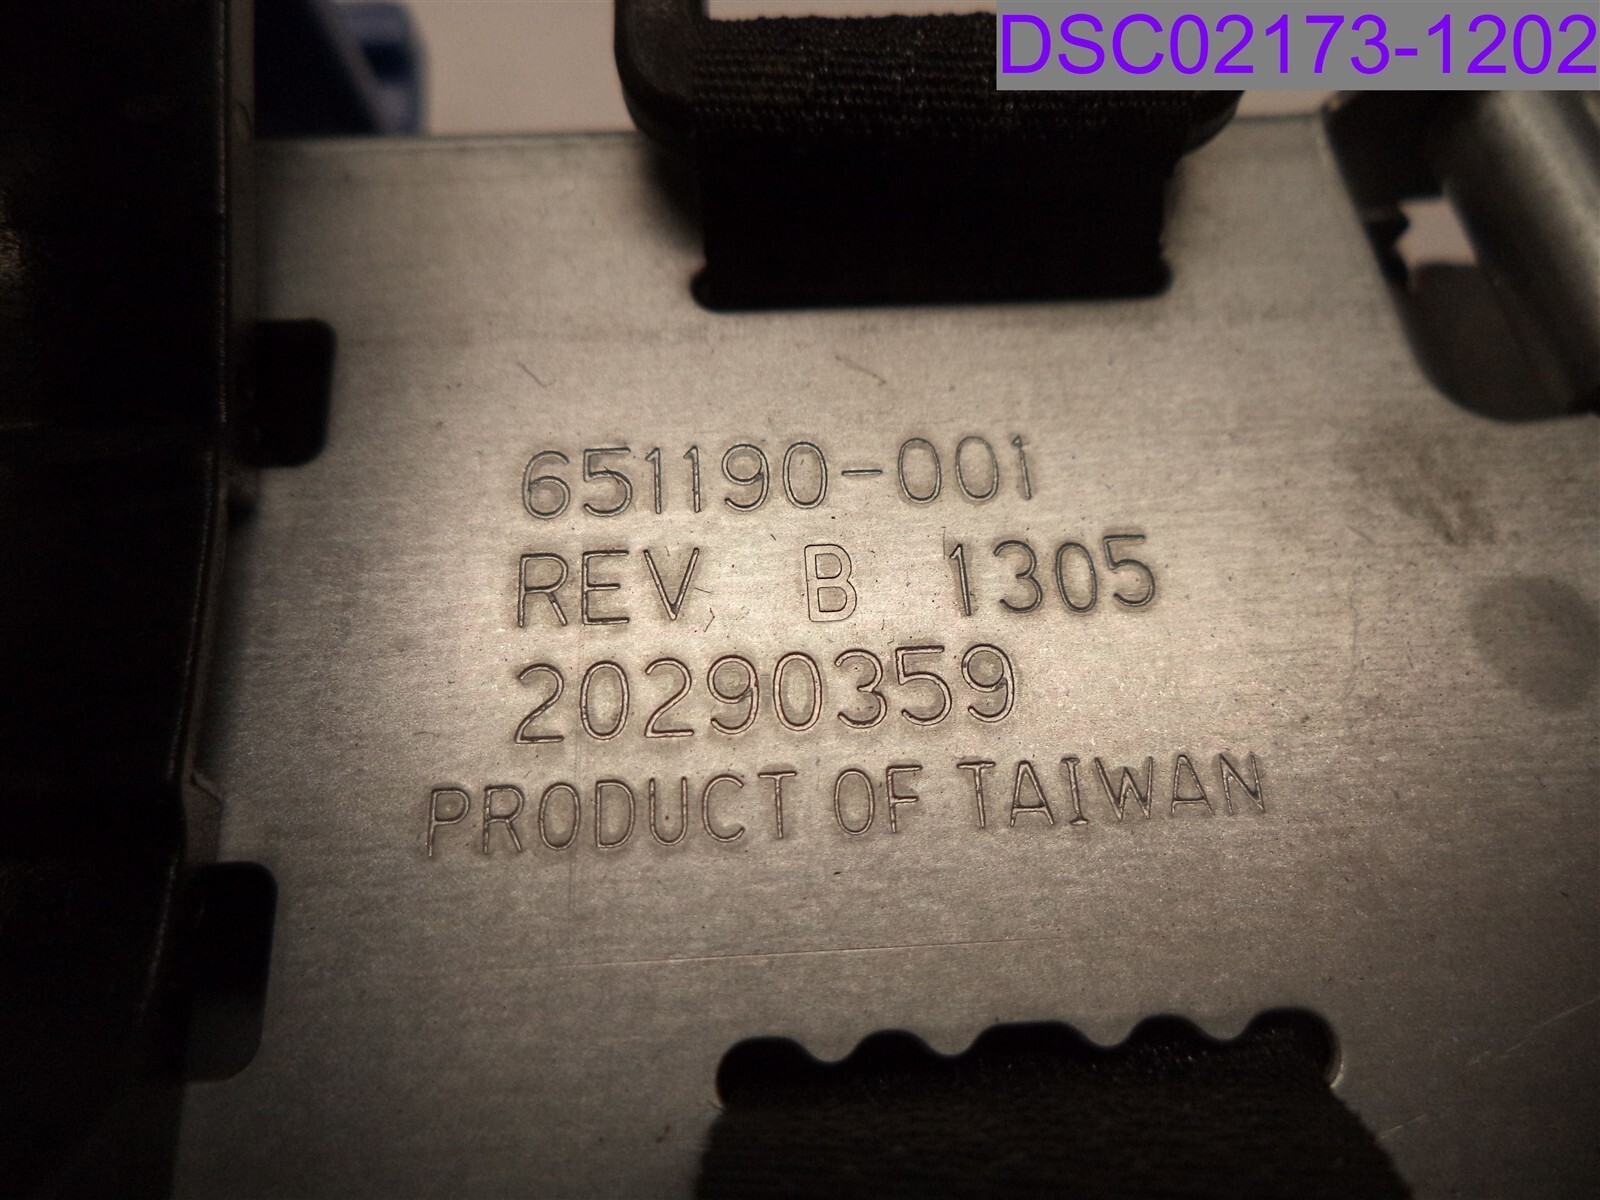 DSC02173-1202
651190-001
REV B 1305
20290359
PRODUCT OF TAIWAN